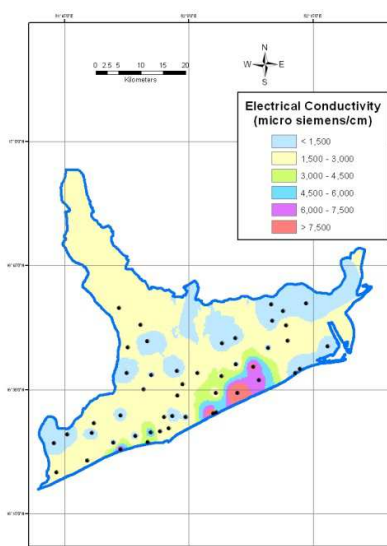 0 2.5 5 10 15 20
Kilometers
N
W E
S
Electrical Conductivity
(micro siemens/cm)
< 1,500
1,500 - 3,000
3,000 - 4,500
4,500 - 6,000
6,000 - 7,500
> 7,500